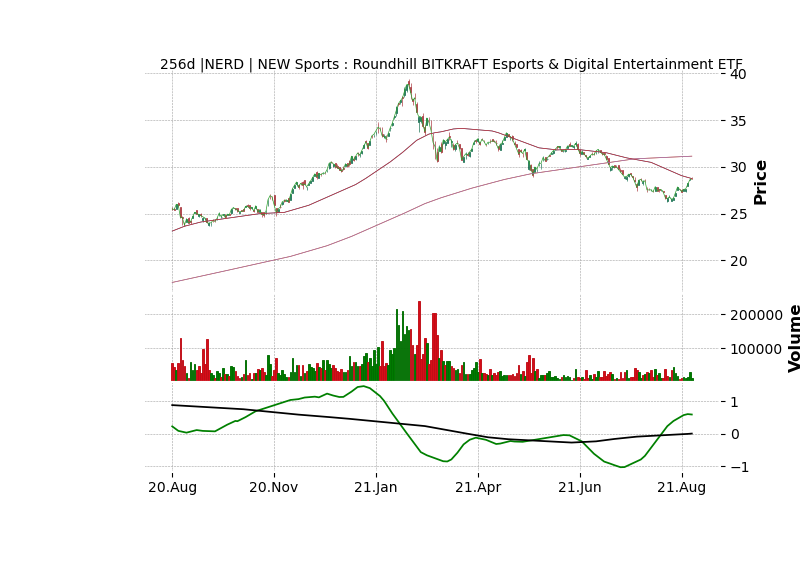 256d |NERD | NEW Sports : Roundhill BITKRAFT Esports & Digital Entertainment ETF
40
35
30
25
20
Price
200000
100000
Volume
1
0
−1
20.Aug 20.Nov 21.Jan 21.Apr 21.Jun 21.Aug